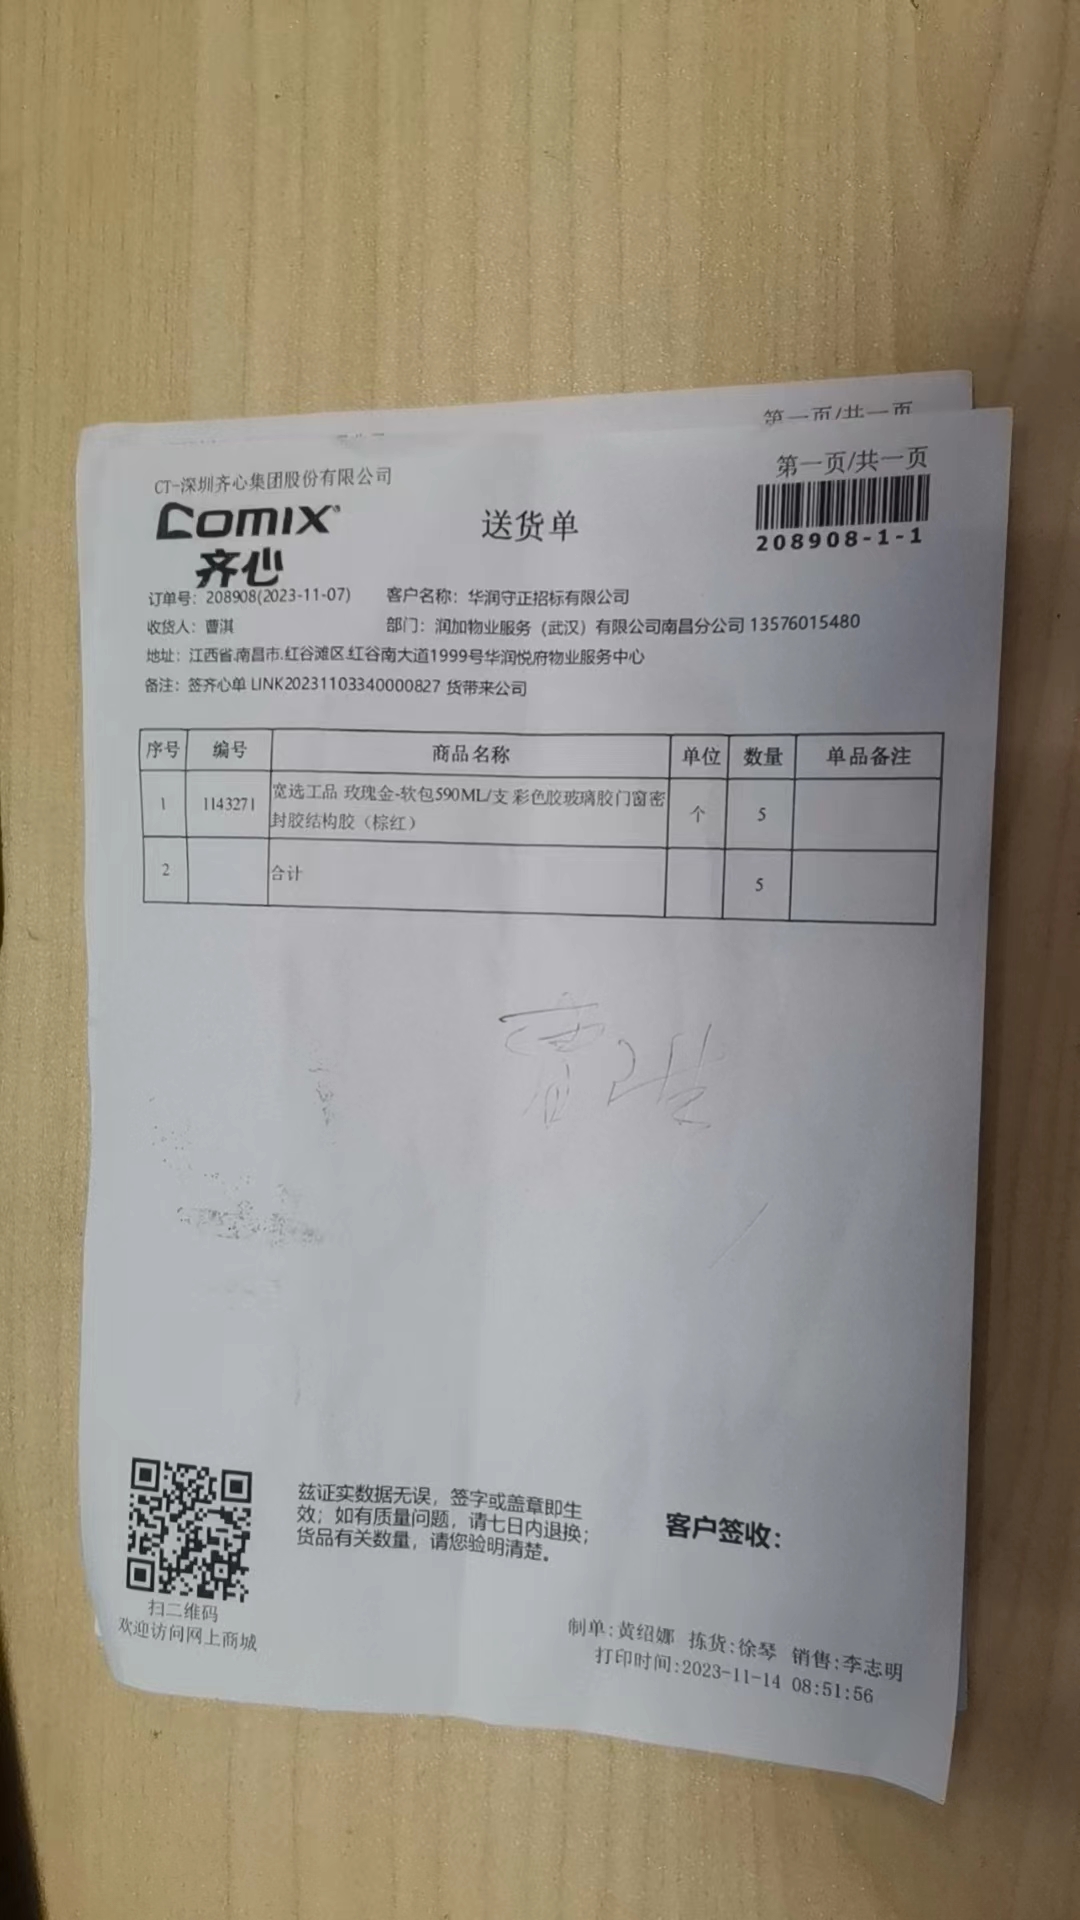 第一页/共一页
第一页/共一页
CT-深圳齐心集团股份有限公司
COMIX
齐心
送货单
208908-1-1
订单号：208908(2023-11-07) 客户名称：华润守正招标有限公司
收货人：曹淇 部门：润加物业服务（武汉）有限公司南昌分公司 13576015480
地址：江西省.南昌市.红谷滩区.红谷南大道1999号华润悦府物业服务中心
备注：签齐心单 LINK20231103340000827 货带来公司
序号 编号 商品名称 单位 数量 单品备注
1 1143271 宽选工品 玫瑰金-软包590ML/支 彩色胶玻璃胶门窗密
封胶结构胶（棕红） 个 5
2 合计 5
兹证实数据无误，签字或盖章即生
效；如有质量问题，请七日内退换；
货品有关数量，请您验明清楚。
客户签收：
扫二维码
欢迎访问网上商城
制单:黄绍娜 拣货:徐琴 销售:李志明
打印时间:2023-11-14 08:51:56